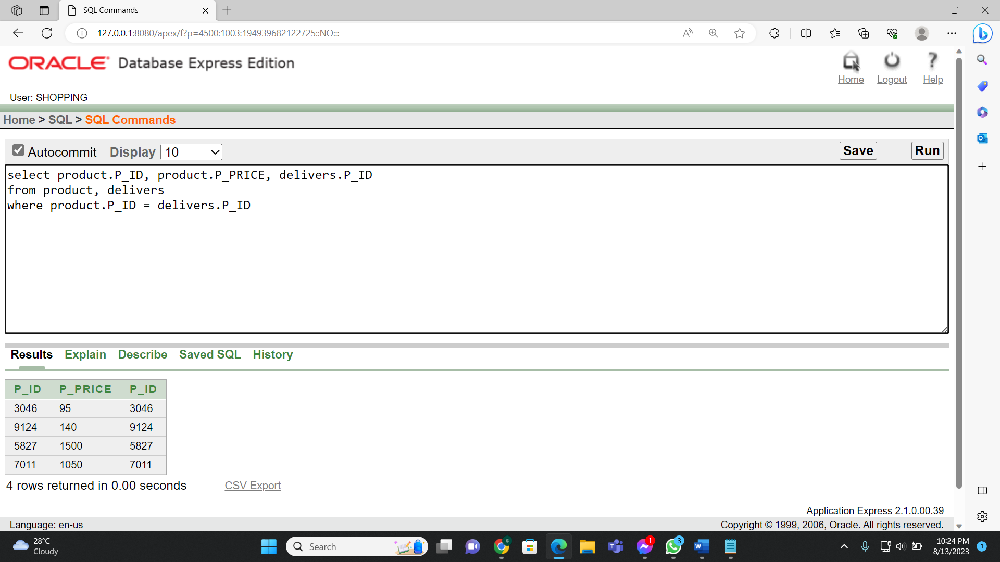 SQL Commands
127.0.0.1:8080/apex/f?p=4500:1003:194939682122725::NO:::
ORACLE Database Express Edition
Home Logout Help
User: SHOPPING
Home > SQL > SQL Commands
Autocommit Display 10 Save Run
select product.P_ID, product.P_PRICE, delivers.P_ID
from product, delivers
where product.P_ID = delivers.P_ID
Results Explain Describe Saved SQL History
P_ID P_PRICE P_ID
3046 95 3046
9124 140 9124
5827 1500 5827
7011 1050 7011
4 rows returned in 0.00 seconds CSV Export
Application Express 2.1.0.00.39
Language: en-us Copyright © 1999, 2006, Oracle. All rights reserved.
28°C
Cloudy
Search
1
3
10:24 PM
8/13/2023
1